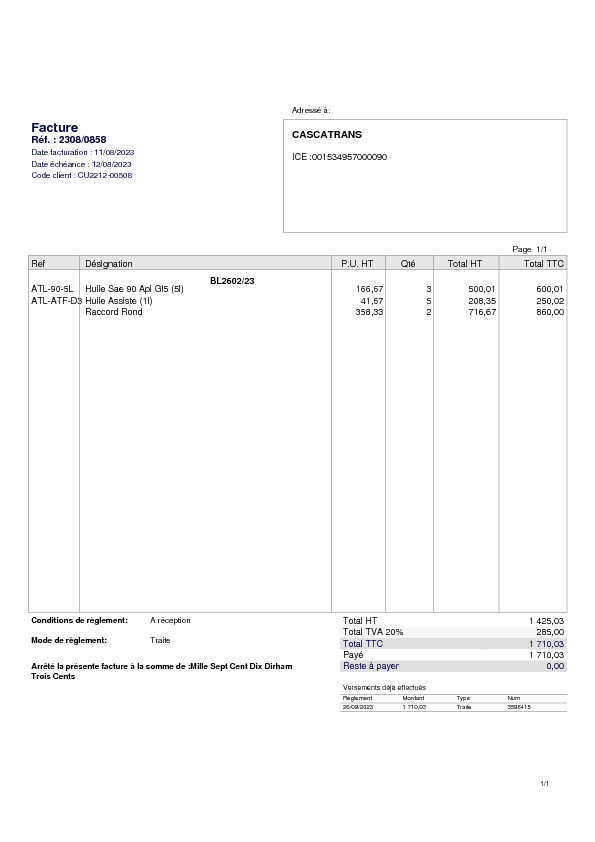 Adressé à:
Facture
Réf. : 2308/0858
Date facturation : 11/08/2023
Date échéance : 12/08/2023
Code client : CU2212-00508
CASCATRANS
ICE :001534957000090
Page 1/1
Ref Désignation P.U. HT Qté Total HT Total TTC
BL2602/23
ATL-90-5L Huile Sae 90 Api Gl5 (5l) 166,67 3 500,01 600,01
ATL-ATF-D3 Huile Assiste (1l) 41,67 5 208,35 250,02
Raccord Rond 358,33 2 716,67 860,00
Conditions de règlement: A réception
Mode de règlement: Traite
Arrêté la présente facture à la somme de :Mille Sept Cent Dix Dirham
Trois Cents
Total HT 1 425,03
Total TVA 20% 285,00
Total TTC 1 710,03
Payé 1 710,03
Reste à payer 0,00
Versements déjà effectués
Règlement Montant Type Num
26/09/2023 1 710,03 Traite 3598415
1/1